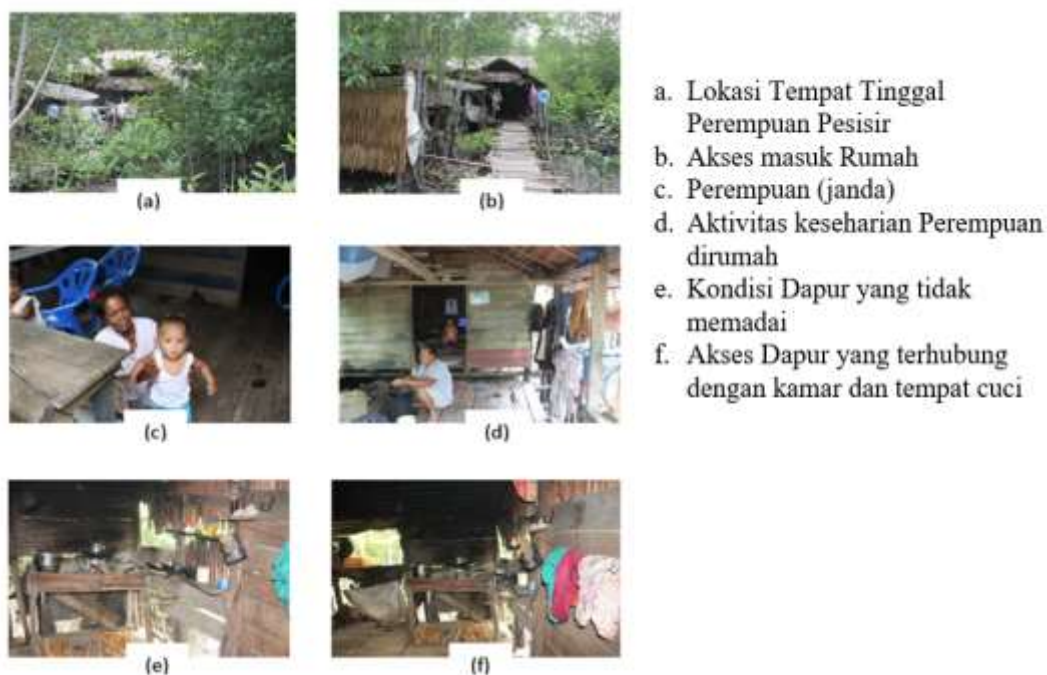 (a)
(b)
(c)
(d)
(e)
(f)
a. Lokasi Tempat Tinggal
Perempuan Pesisir
b. Akses masuk Rumah
c. Perempuan (janda)
d. Aktivitas keseharian Perempuan
dirumah
e. Kondisi Dapur yang tidak
memadai
f. Akses Dapur yang terhubung
dengan kamar dan tempat cuci